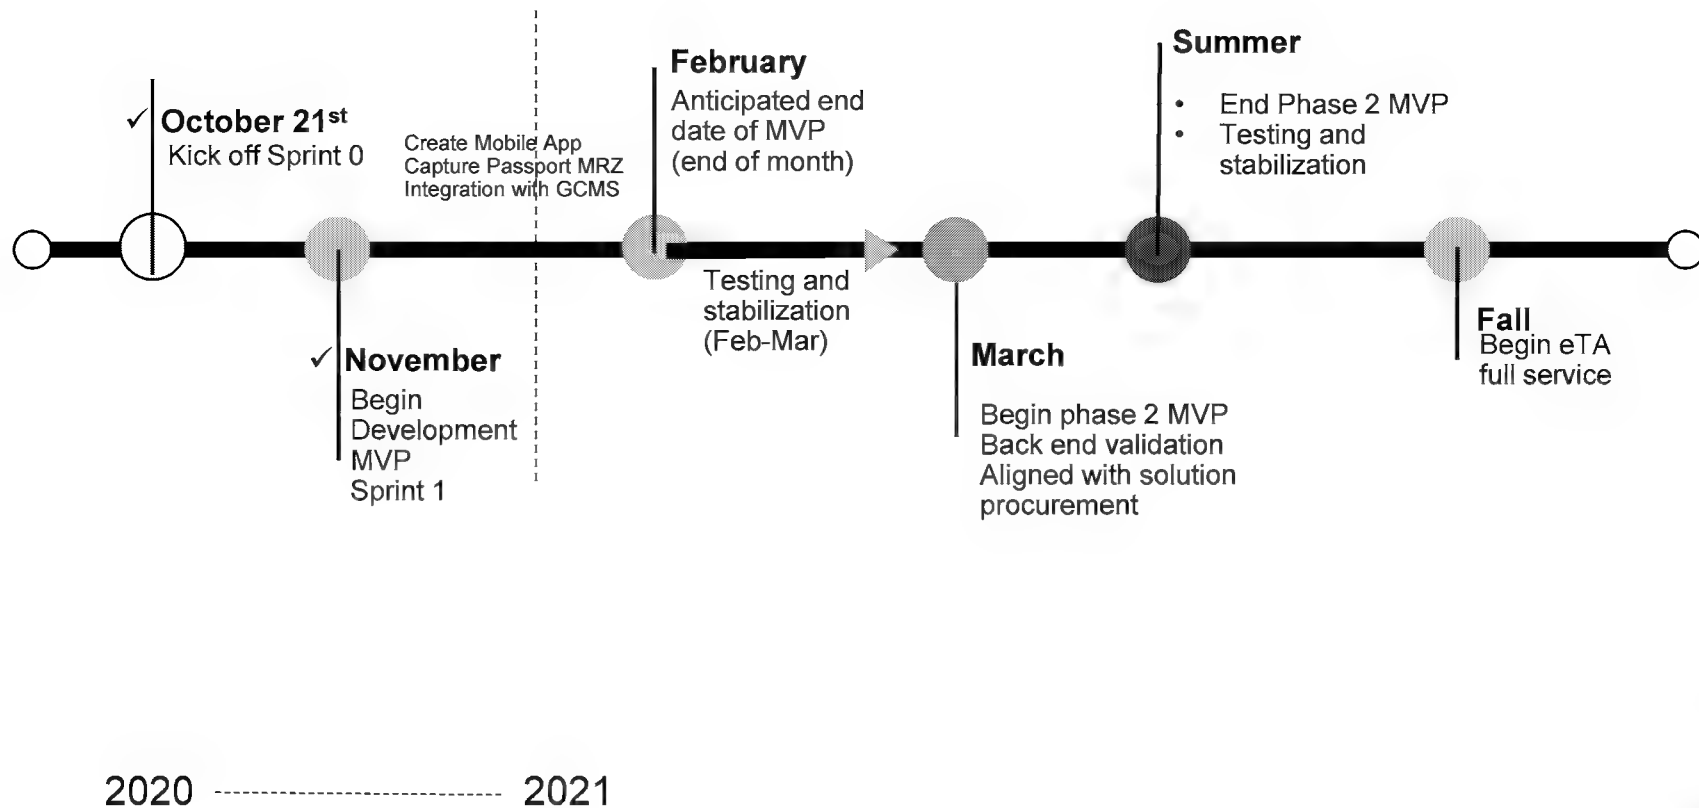 ✓ October 21st
Kick off Sprint 0
Create Mobile App
Capture Passport MRZ
Integration with GCMS
✓ November
Begin
Development
MVP
Sprint 1
February
Anticipated end
date of MVP
(end of month)
Testing and
stabilization
(Feb-Mar)
March
Begin phase 2 MVP
Back end validation
Aligned with solution
procurement
Summer
• End Phase 2 MVP
• Testing and
stabilization
Fall
Begin eTA
full service
2020
2021